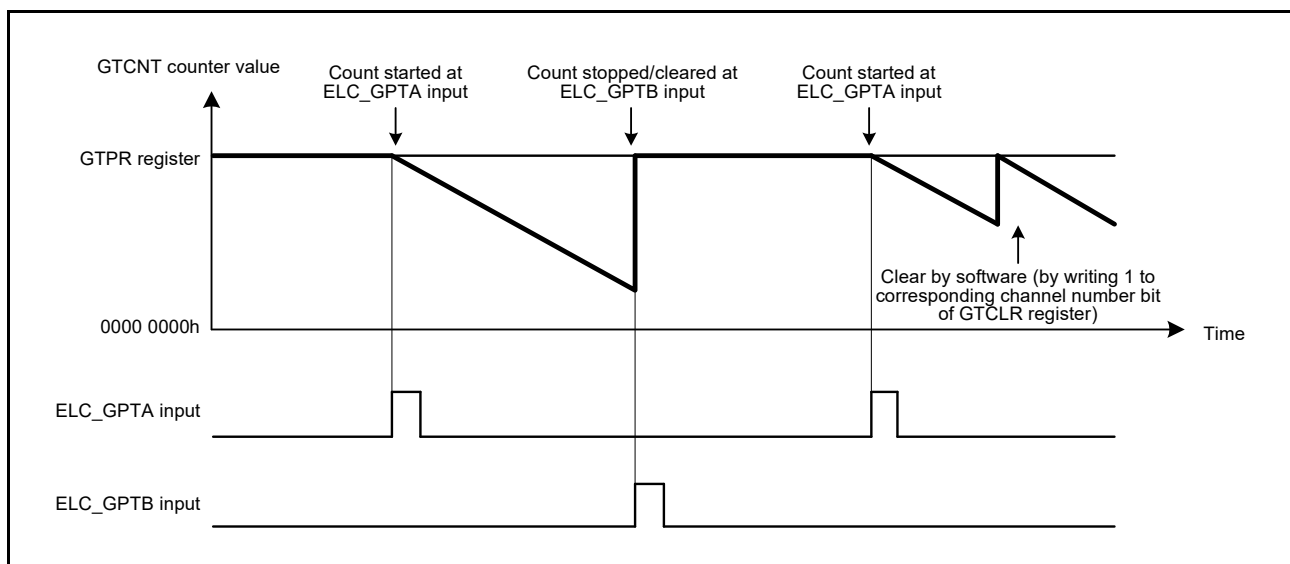 GTCNT counter value
Count started at
ELC_GPTA input
Count stopped/cleared at
ELC_GPTB input
Count started at
ELC_GPTA input
GTPR register
Clear by software (by writing 1 to
corresponding channel number bit
of GTCLR register)
0000 0000h
Time
ELC_GPTA input
ELC_GPTB input